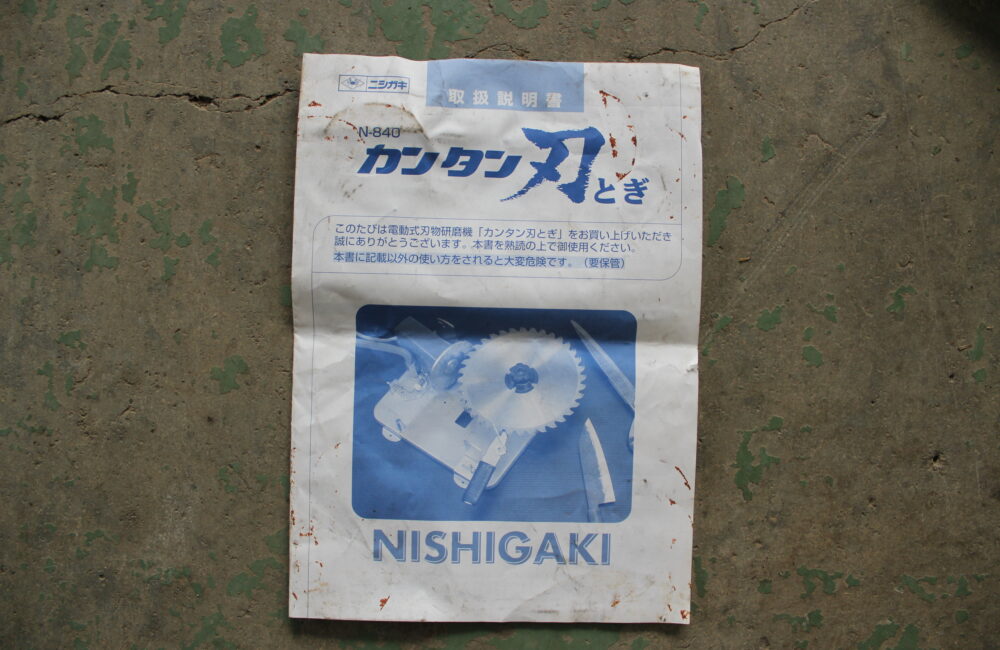 ニシガキ
取扱説明書
N-840
カンタン刃とぎ
このたびは電動式刃物研磨機「カンタン刃とぎ」をお買い上げいただき
誠にありがとうございます。本書を熟読の上で御使用ください。
本書に記載以外の使い方をされると大変危険です。（要保管）
NISHIGAKI